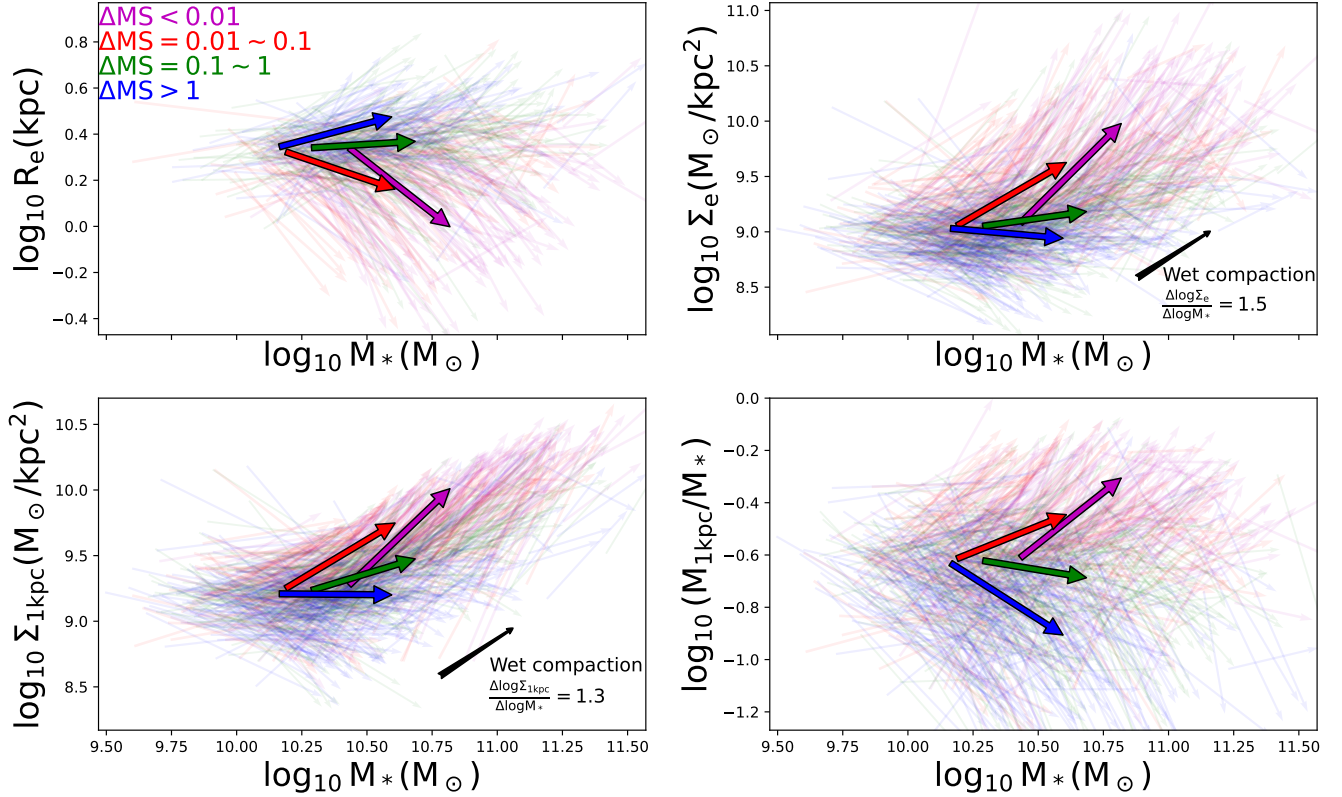 ΔMS < 0.01
ΔMS = 0.01 ~ 0.1
ΔMS = 0.1 ~ 1
ΔMS > 1
log₁₀ Rₑ(kpc)
0.8
0.6
0.4
0.2
0.0
−0.2
−0.4
log₁₀ M∗(M⊙)
log₁₀ Σₑ(M⊙/kpc²)
11.0
10.5
10.0
9.5
9.0
8.5
Wet compaction
ΔlogΣₑ/ΔlogM∗ = 1.5
log₁₀ M∗(M⊙)
log₁₀ Σ₁kpc(M⊙/kpc²)
10.5
10.0
9.5
9.0
8.5
Wet compaction
ΔlogΣ₁kpc/ΔlogM∗ = 1.3
9.50 9.75 10.00 10.25 10.50 10.75 11.00 11.25 11.50
log₁₀ M∗(M⊙)
log₁₀ (M₁kpc/M∗)
0.0
−0.2
−0.4
−0.6
−0.8
−1.0
−1.2
9.50 9.75 10.00 10.25 10.50 10.75 11.00 11.25 11.50
log₁₀ M∗(M⊙)